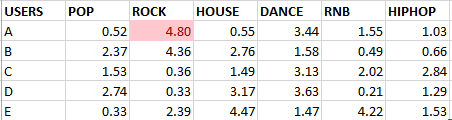 USERS POP ROCK HOUSE DANCE RNB HIPHOP
A 0.52 4.80 0.55 3.44 1.55 1.03
B 2.37 4.36 2.76 1.58 0.49 0.66
C 1.53 0.36 1.49 3.13 2.02 2.84
D 2.74 0.33 3.17 3.63 0.21 1.29
E 0.33 2.39 4.47 1.47 4.22 1.53